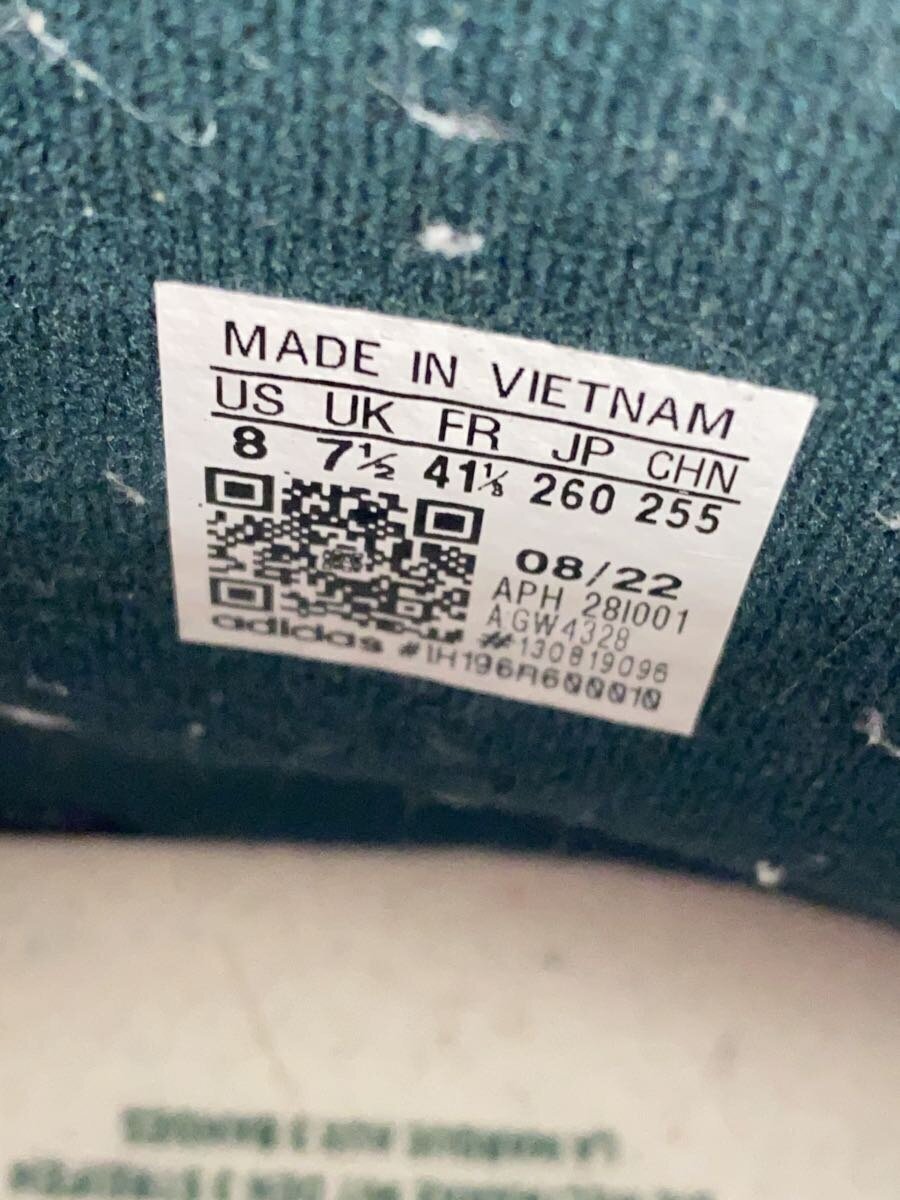 MADE IN VIETNAM
US UK FR JP CHN
8 7½ 41⅓ 260 255
08/22
APH 28I001
AGW4328
#130819096
adidas #IH196R600010